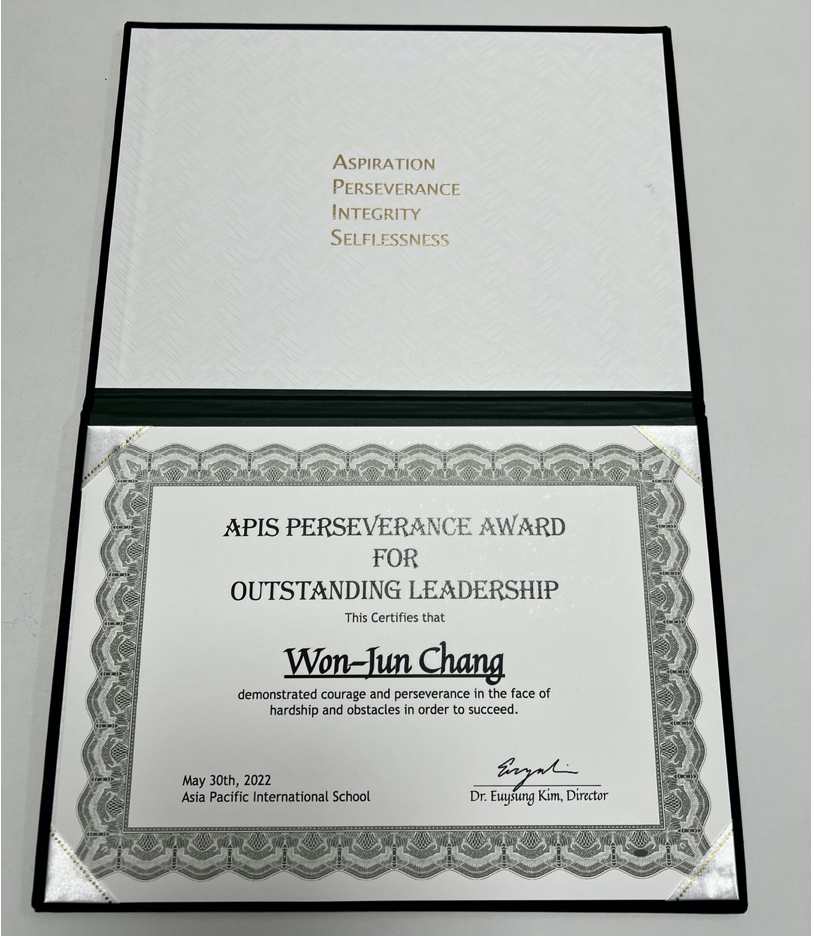 ASPIRATION
PERSEVERANCE
INTEGRITY
SELFLESSNESS
APIS PERSEVERANCE AWARD
FOR
OUTSTANDING LEADERSHIP
This Certifies that
Won-Jun Chang
demonstrated courage and perseverance in the face of
hardship and obstacles in order to succeed.
May 30th, 2022
Asia Pacific International School
Dr. Euysung Kim, Director